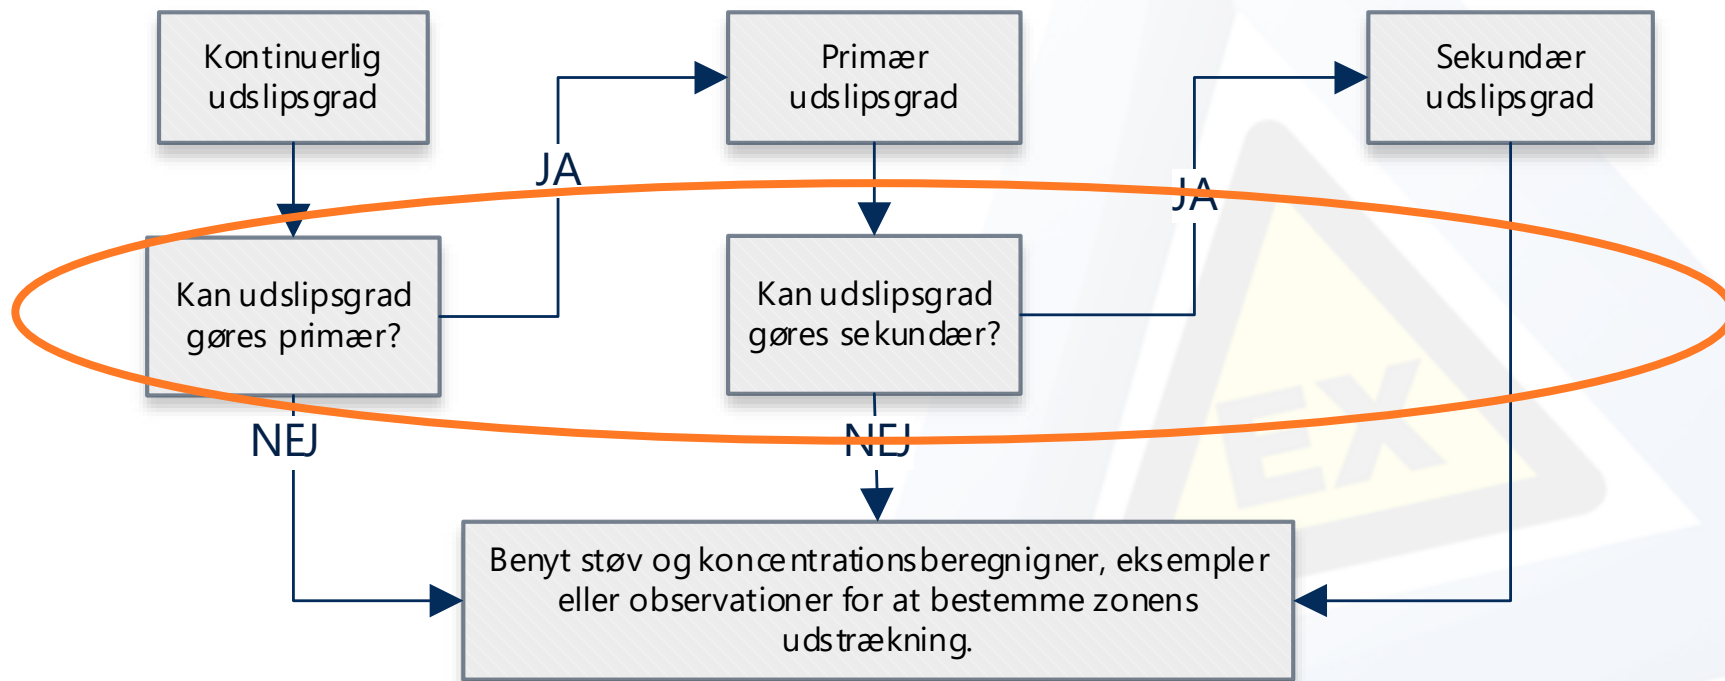 Kontinuerlig
udslipsgrad
Primær
udslipsgrad
Sekundær
udslipsgrad
JA
JA
Kan udslipsgrad
gøres primær?
Kan udslipsgrad
gøres sekundær?
NEJ
NEJ
EX
Benyt støv og koncentrationsberegnigner, eksempler
eller observationer for at bestemme zonens
udstrækning.